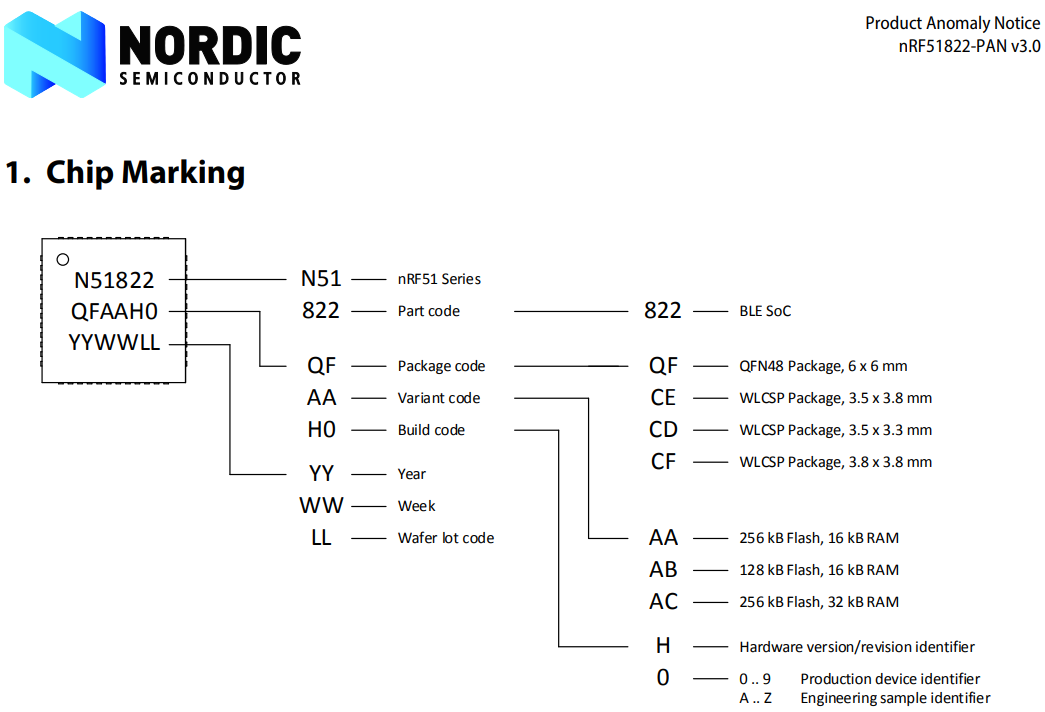 NORDIC
SEMICONDUCTOR
Product Anomaly Notice
nRF51822-PAN v3.0
1. Chip Marking
N51822
QFAAH0
YYWWLL
N51 nRF51 Series
822 Part code 822 BLE SoC
QF Package code QF QFN48 Package, 6 x 6 mm
AA Variant code CE WLCSP Package, 3.5 x 3.8 mm
H0 Build code CD WLCSP Package, 3.5 x 3.3 mm
CF WLCSP Package, 3.8 x 3.8 mm
YY Year
WW Week
LL Wafer lot code AA 256 kB Flash, 16 kB RAM
AB 128 kB Flash, 16 kB RAM
AC 256 kB Flash, 32 kB RAM
H Hardware version/revision identifier
0 0 .. 9 Production device identifier
A .. Z Engineering sample identifier